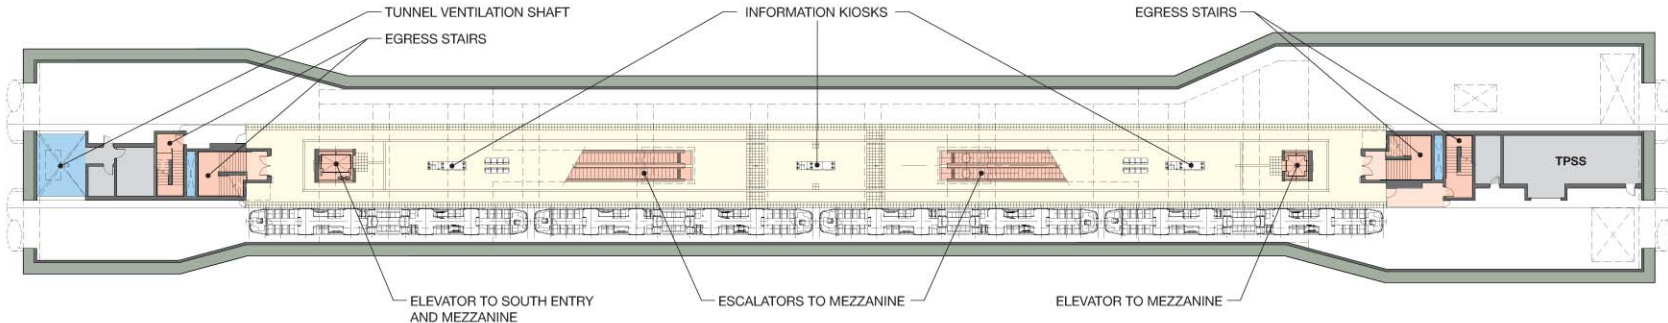 TUNNEL VENTILATION SHAFT
EGRESS STAIRS
INFORMATION KIOSKS
EGRESS STAIRS
TPSS
ELEVATOR TO SOUTH ENTRY
AND MEZZANINE
ESCALATORS TO MEZZANINE
ELEVATOR TO MEZZANINE